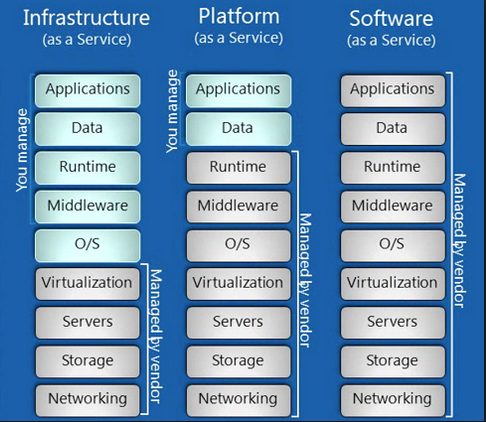 Infrastructure
(as a Service)
You manage
Applications
Data
Runtime
Middleware
O/S
Virtualization
Servers
Storage
Networking
Managed by vendor
Platform
(as a Service)
You manage
Applications
Data
Runtime
Middleware
O/S
Virtualization
Servers
Storage
Networking
Managed by vendor
Software
(as a Service)
Applications
Data
Runtime
Middleware
O/S
Virtualization
Servers
Storage
Networking
Managed by vendor